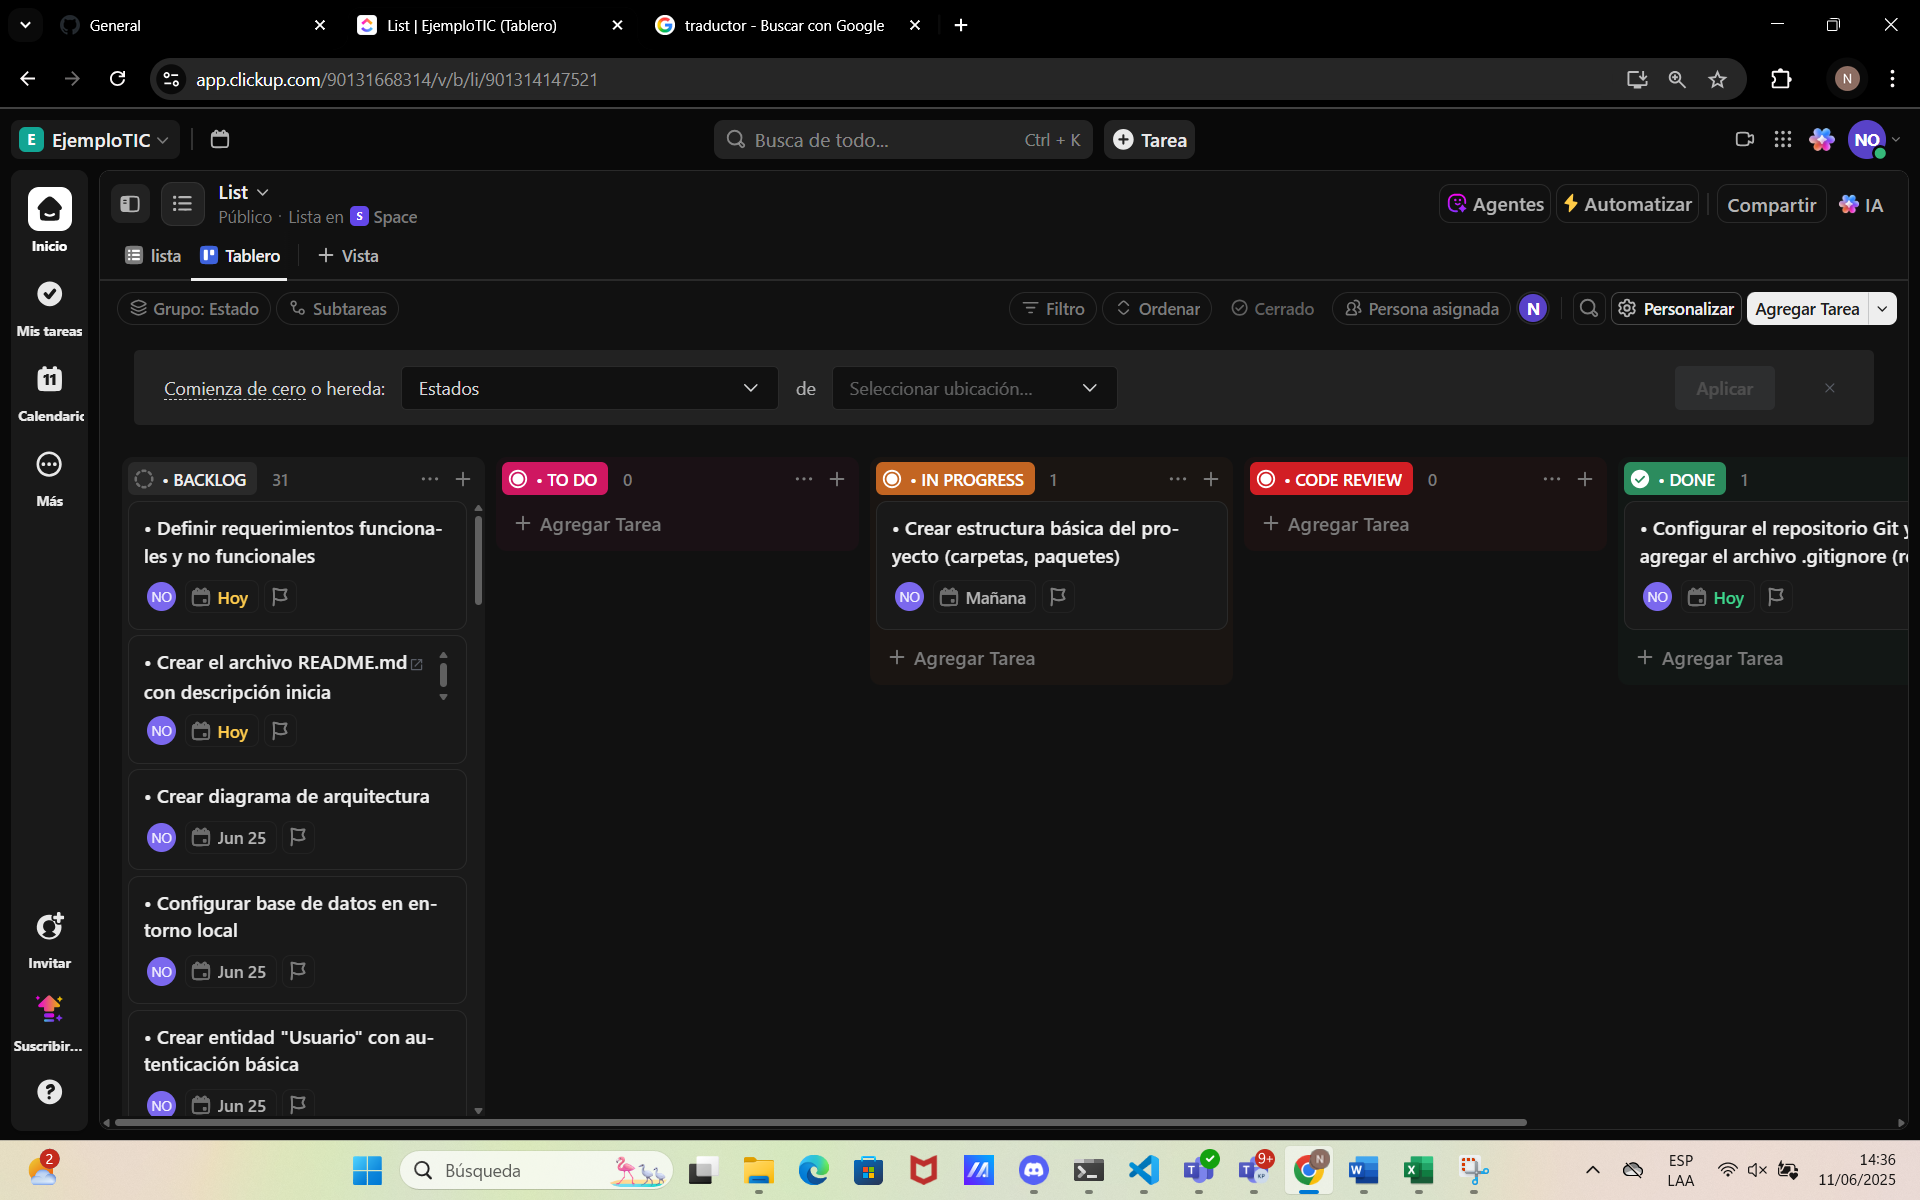 General
List | EjemploTIC (Tablero)
traductor - Buscar con Google
app.clickup.com/90131668314/v/b/li/901314147521
N
E EjemploTIC
Busca de todo... Ctrl + K
Tarea
NO
Inicio
Mis tareas
11
Calendaric
Más
Invitar
Suscribir...
List
Público · Lista en S Space
Agentes
Automatizar
Compartir
IA
lista
Tablero
Vista
Grupo: Estado
Subtareas
Filtro
Ordenar
Cerrado
Persona asignada
N
Personalizar
Agregar Tarea
Comienza de cero o hereda:
Estados
de
Seleccionar ubicación...
Aplicar
• BACKLOG 31
• Definir requerimientos funciona-
les y no funcionales
NO Hoy
• Crear el archivo README.md
con descripción inicia
NO Hoy
• Crear diagrama de arquitectura
NO Jun 25
• Configurar base de datos en en-
torno local
NO Jun 25
• Crear entidad "Usuario" con au-
tenticación básica
NO Jun 25
• TO DO 0
+ Agregar Tarea
• IN PROGRESS 1
• Crear estructura básica del pro-
yecto (carpetas, paquetes)
NO Mañana
+ Agregar Tarea
• CODE REVIEW 0
+ Agregar Tarea
• DONE 1
• Configurar el repositorio Git y
agregar el archivo .gitignore (re
NO Hoy
+ Agregar Tarea
2
Búsqueda
9+
N
ESP
LAA
14:36
11/06/2025